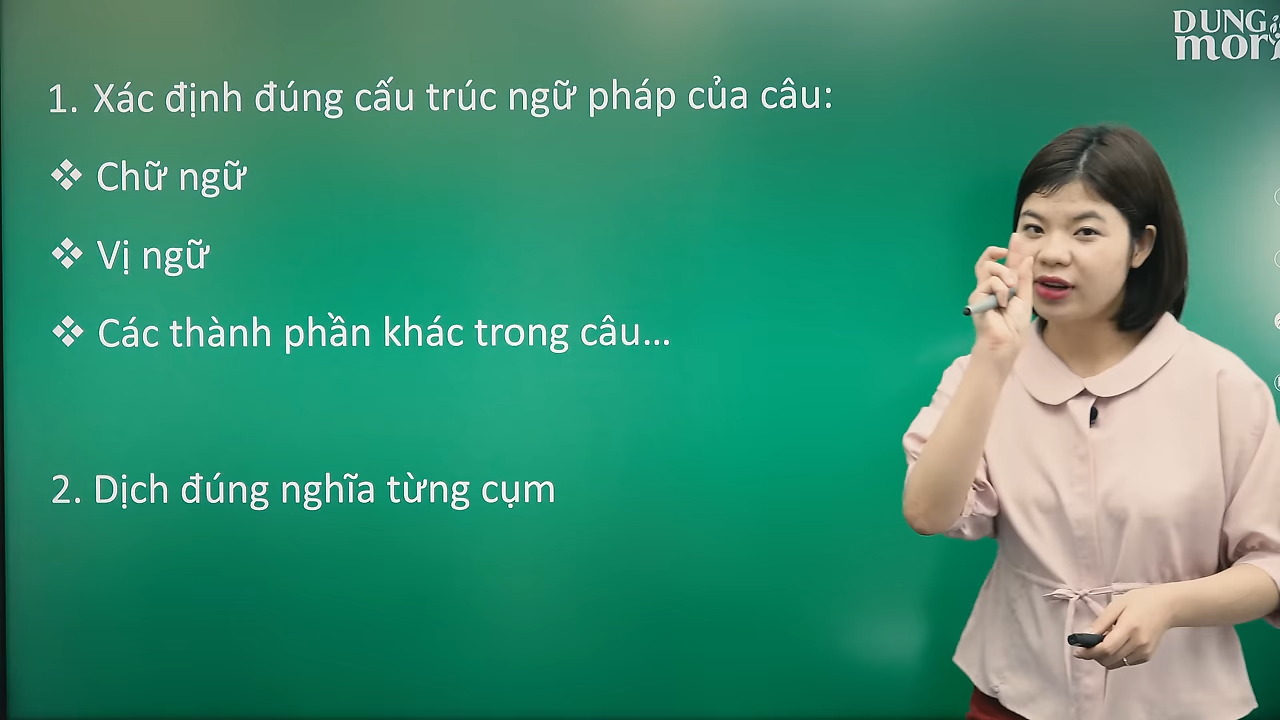 DUNG
mori
1. Xác định đúng cấu trúc ngữ pháp của câu:
❖ Chữ ngữ
❖ Vị ngữ
❖ Các thành phần khác trong câu...
2. Dịch đúng nghĩa từng cụm